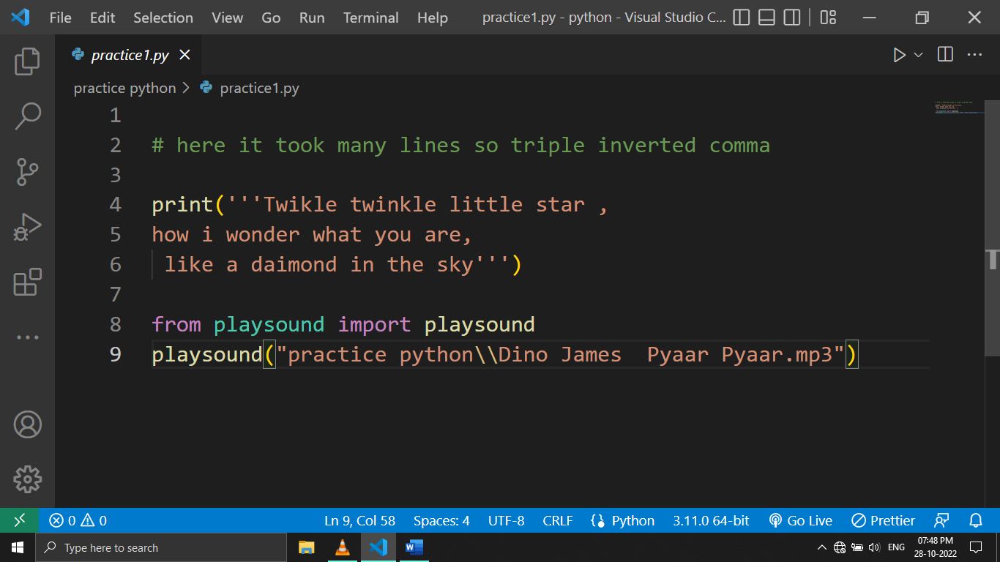 File Edit Selection View Go Run Terminal Help practice1.py - python - Visual Studio C...
practice1.py
practice python > practice1.py
1
2 # here it took many lines so triple inverted comma
3
4 print('''Twikle twinkle little star ,
5 how i wonder what you are,
6  like a daimond in the sky''')
7
8 from playsound import playsound
9 playsound("practice python\\Dino James  Pyaar Pyaar.mp3")
0 0 Ln 9, Col 58 Spaces: 4 UTF-8 CRLF Python 3.11.0 64-bit Go Live Prettier
Type here to search ENG 07:48 PM
28-10-2022